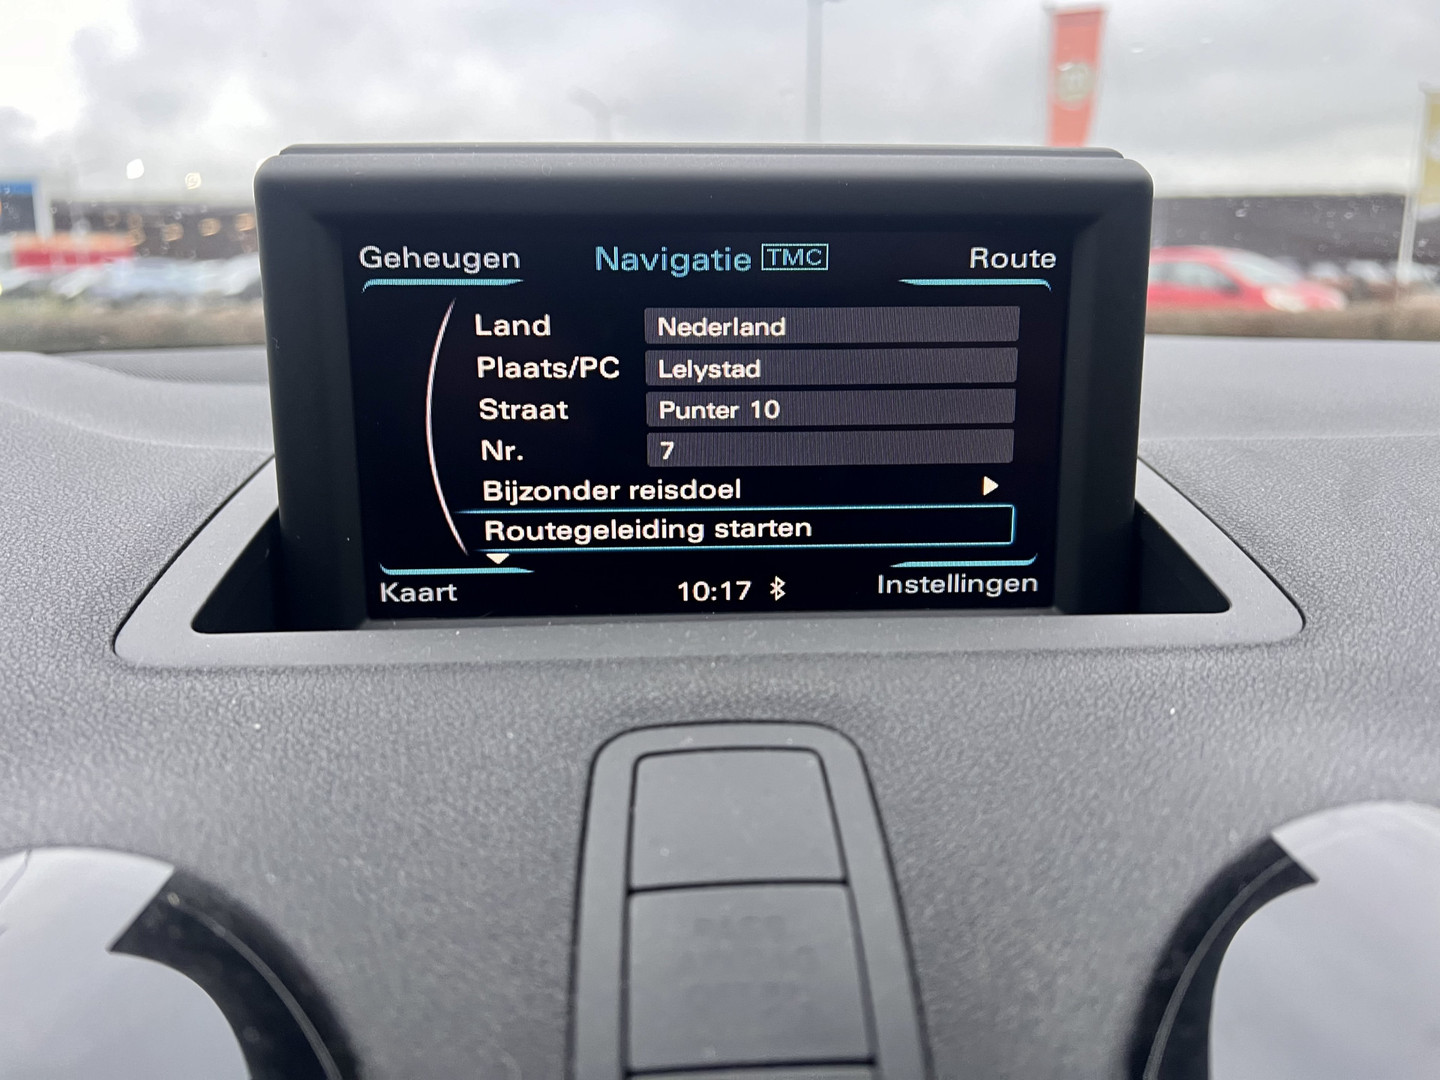 Geheugen Navigatie TMC Route
Land Nederland
Plaats/PC Lelystad
Straat Punter 10
Nr. 7
Bijzonder reisdoel
Routegeleiding starten
Kaart 10:17 Instellingen